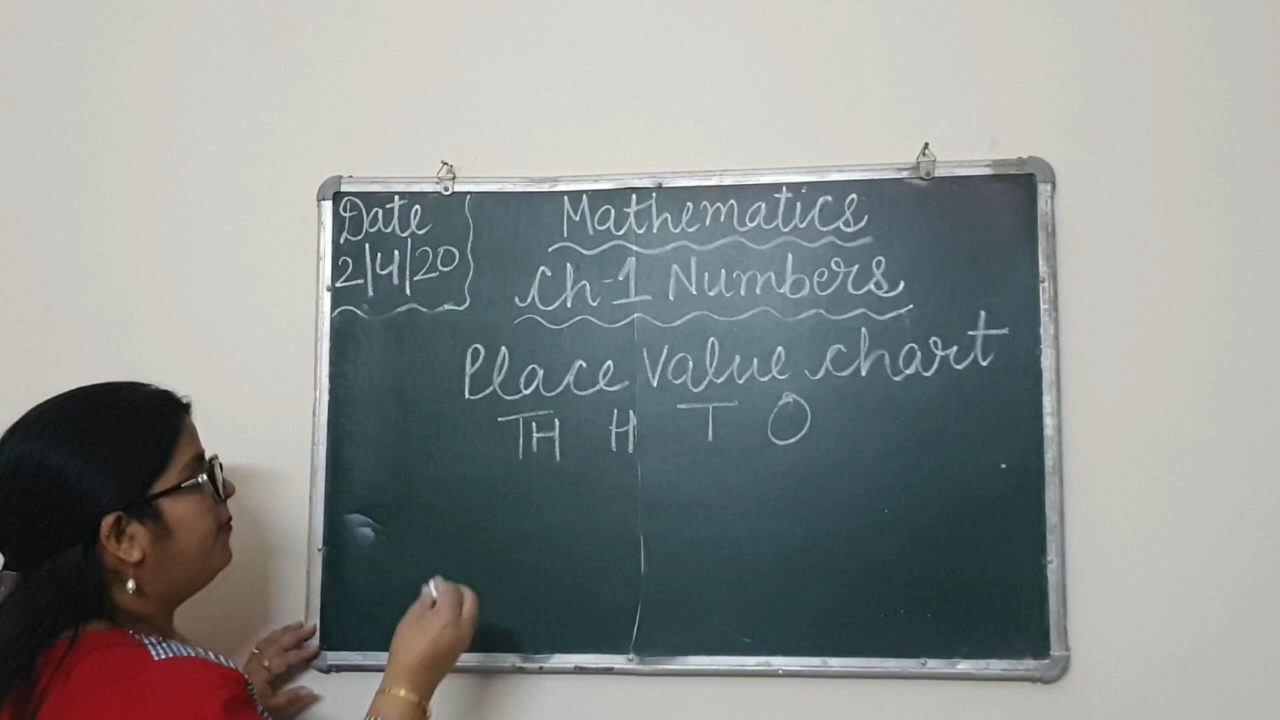 Date
2/4/20
Mathematics
Ch-1 Numbers
Place Value chart
TH H T O